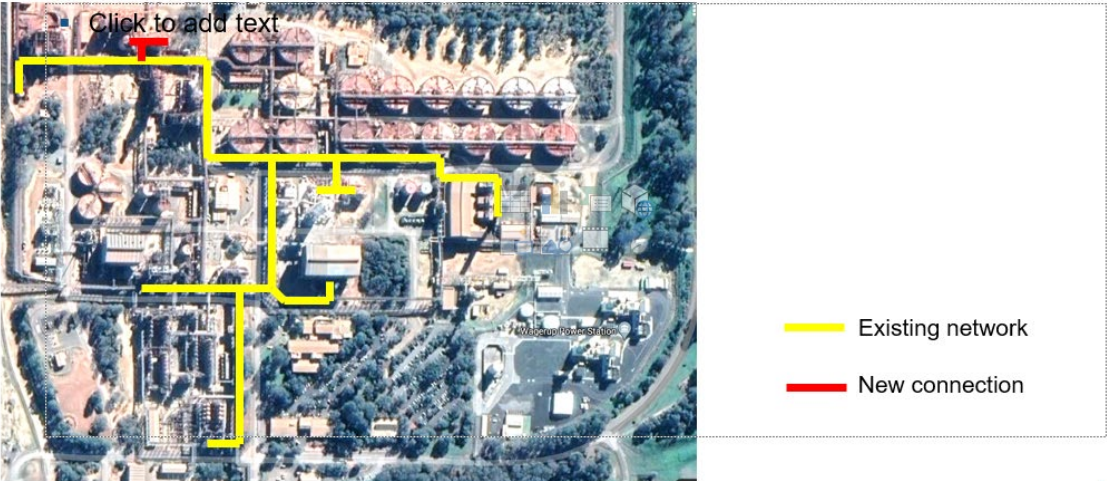 Click to add text
Wagerup Power Station
Existing network
New connection